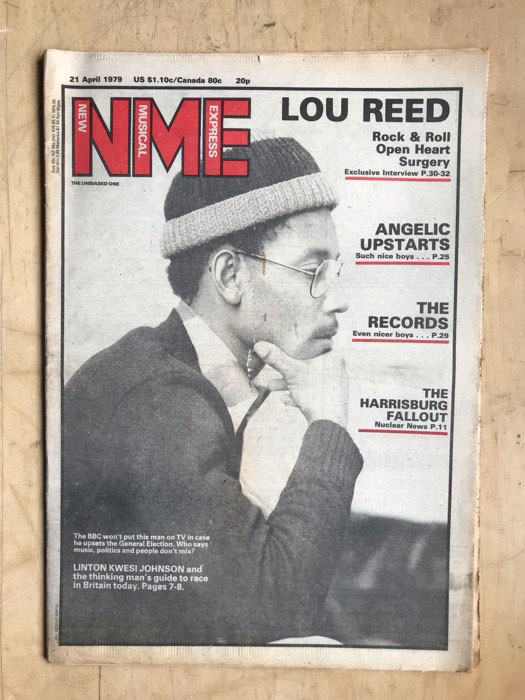 21 April 1979 US $1.10c/Canada 80c 20p
NME
NEW
MUSICAL
EXPRESS
THE UNBIASED ONE
LOU REED
Rock & Roll
Open Heart
Surgery
Exclusive Interview P.30-32
ANGELIC
UPSTARTS
Such nice boys . . . P.25
THE
RECORDS
Even nicer boys . . . P.29
THE
HARRISBURG
FALLOUT
Nuclear News P.11
The BBC won't put this man on TV in case
he upsets the General Election. Who says
music, politics and people don't mix?
LINTON KWESI JOHNSON and
the thinking man's guide to race
in Britain today. Pages 7-8.